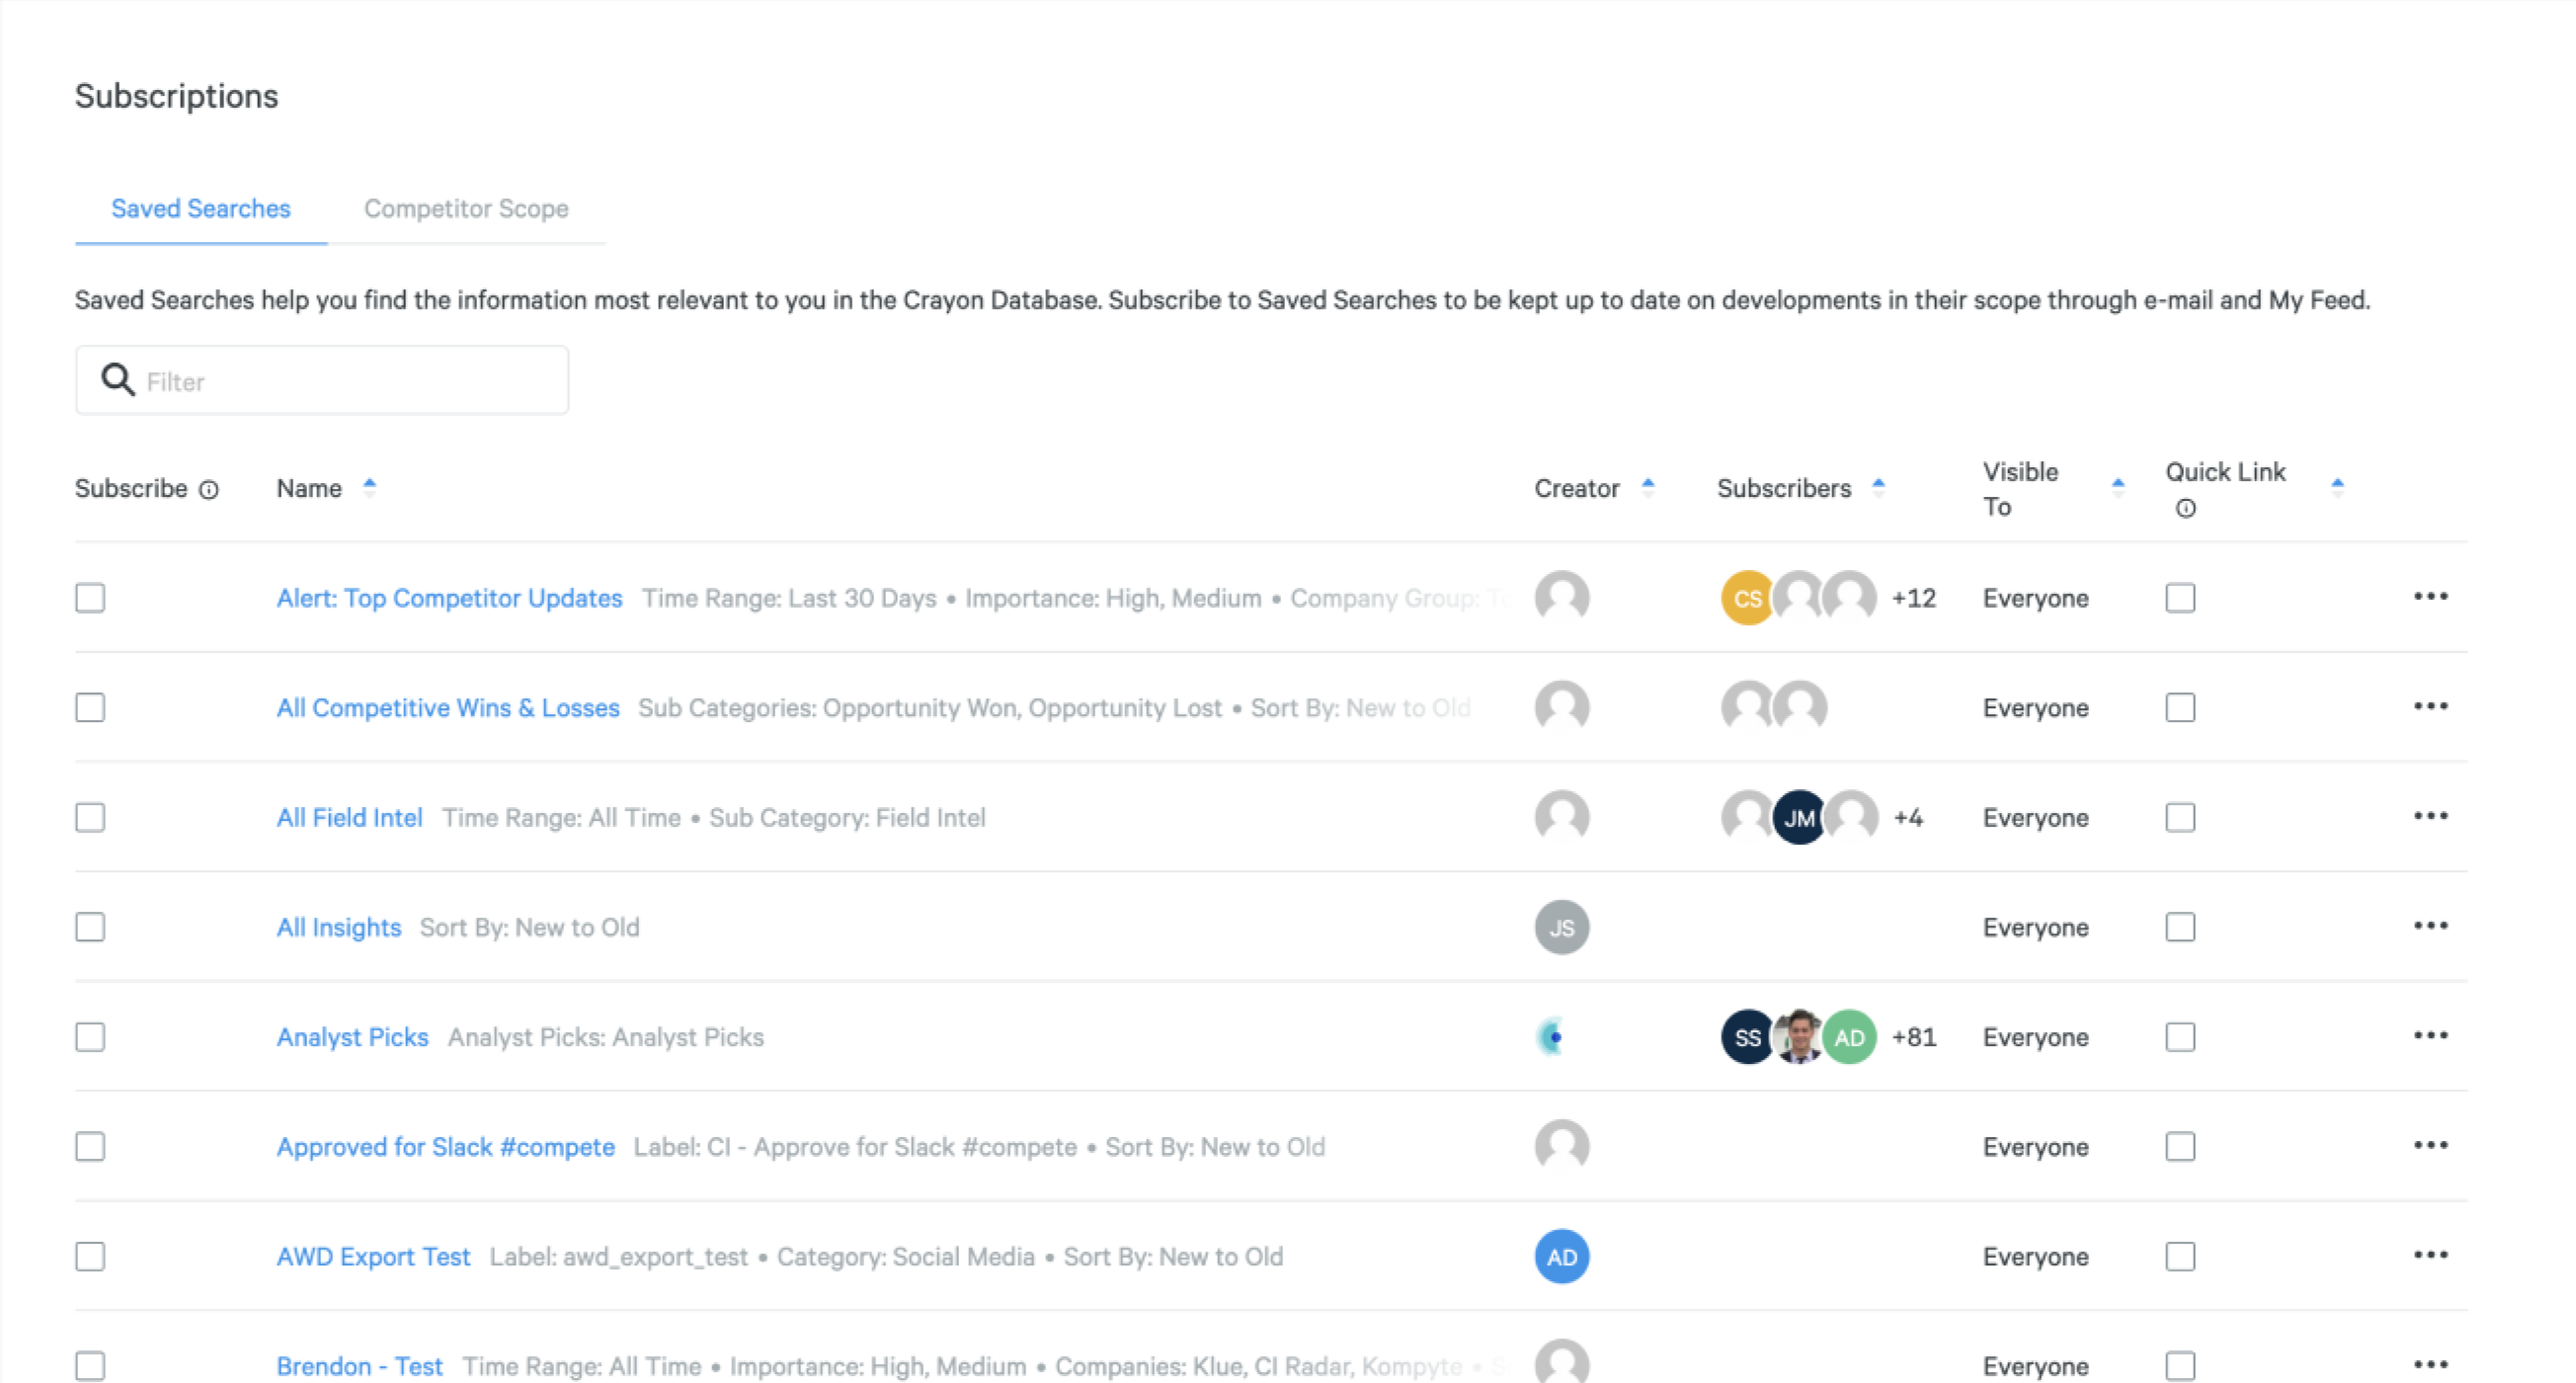 Subscriptions
Saved Searches Competitor Scope
Saved Searches help you find the information most relevant to you in the Crayon Database. Subscribe to Saved Searches to be kept up to date on developments in their scope through e-mail and My Feed.
Filter
Subscribe Name Creator Subscribers Visible To Quick Link
Alert: Top Competitor Updates Time Range: Last 30 Days • Importance: High, Medium • Company Group: CS +12 Everyone
All Competitive Wins & Losses Sub Categories: Opportunity Won, Opportunity Lost • Sort By: New to Old Everyone
All Field Intel Time Range: All Time • Sub Category: Field Intel JM +4 Everyone
All Insights Sort By: New to Old JS Everyone
Analyst Picks Analyst Picks: Analyst Picks SS AD +81 Everyone
Approved for Slack #compete Label: CI - Approve for Slack #compete • Sort By: New to Old Everyone
AWD Export Test Label: awd_export_test • Category: Social Media • Sort By: New to Old AD Everyone
Brendon - Test Time Range: All Time • Importance: High, Medium • Companies: Klue, CI Radar, Kompyte • Everyone